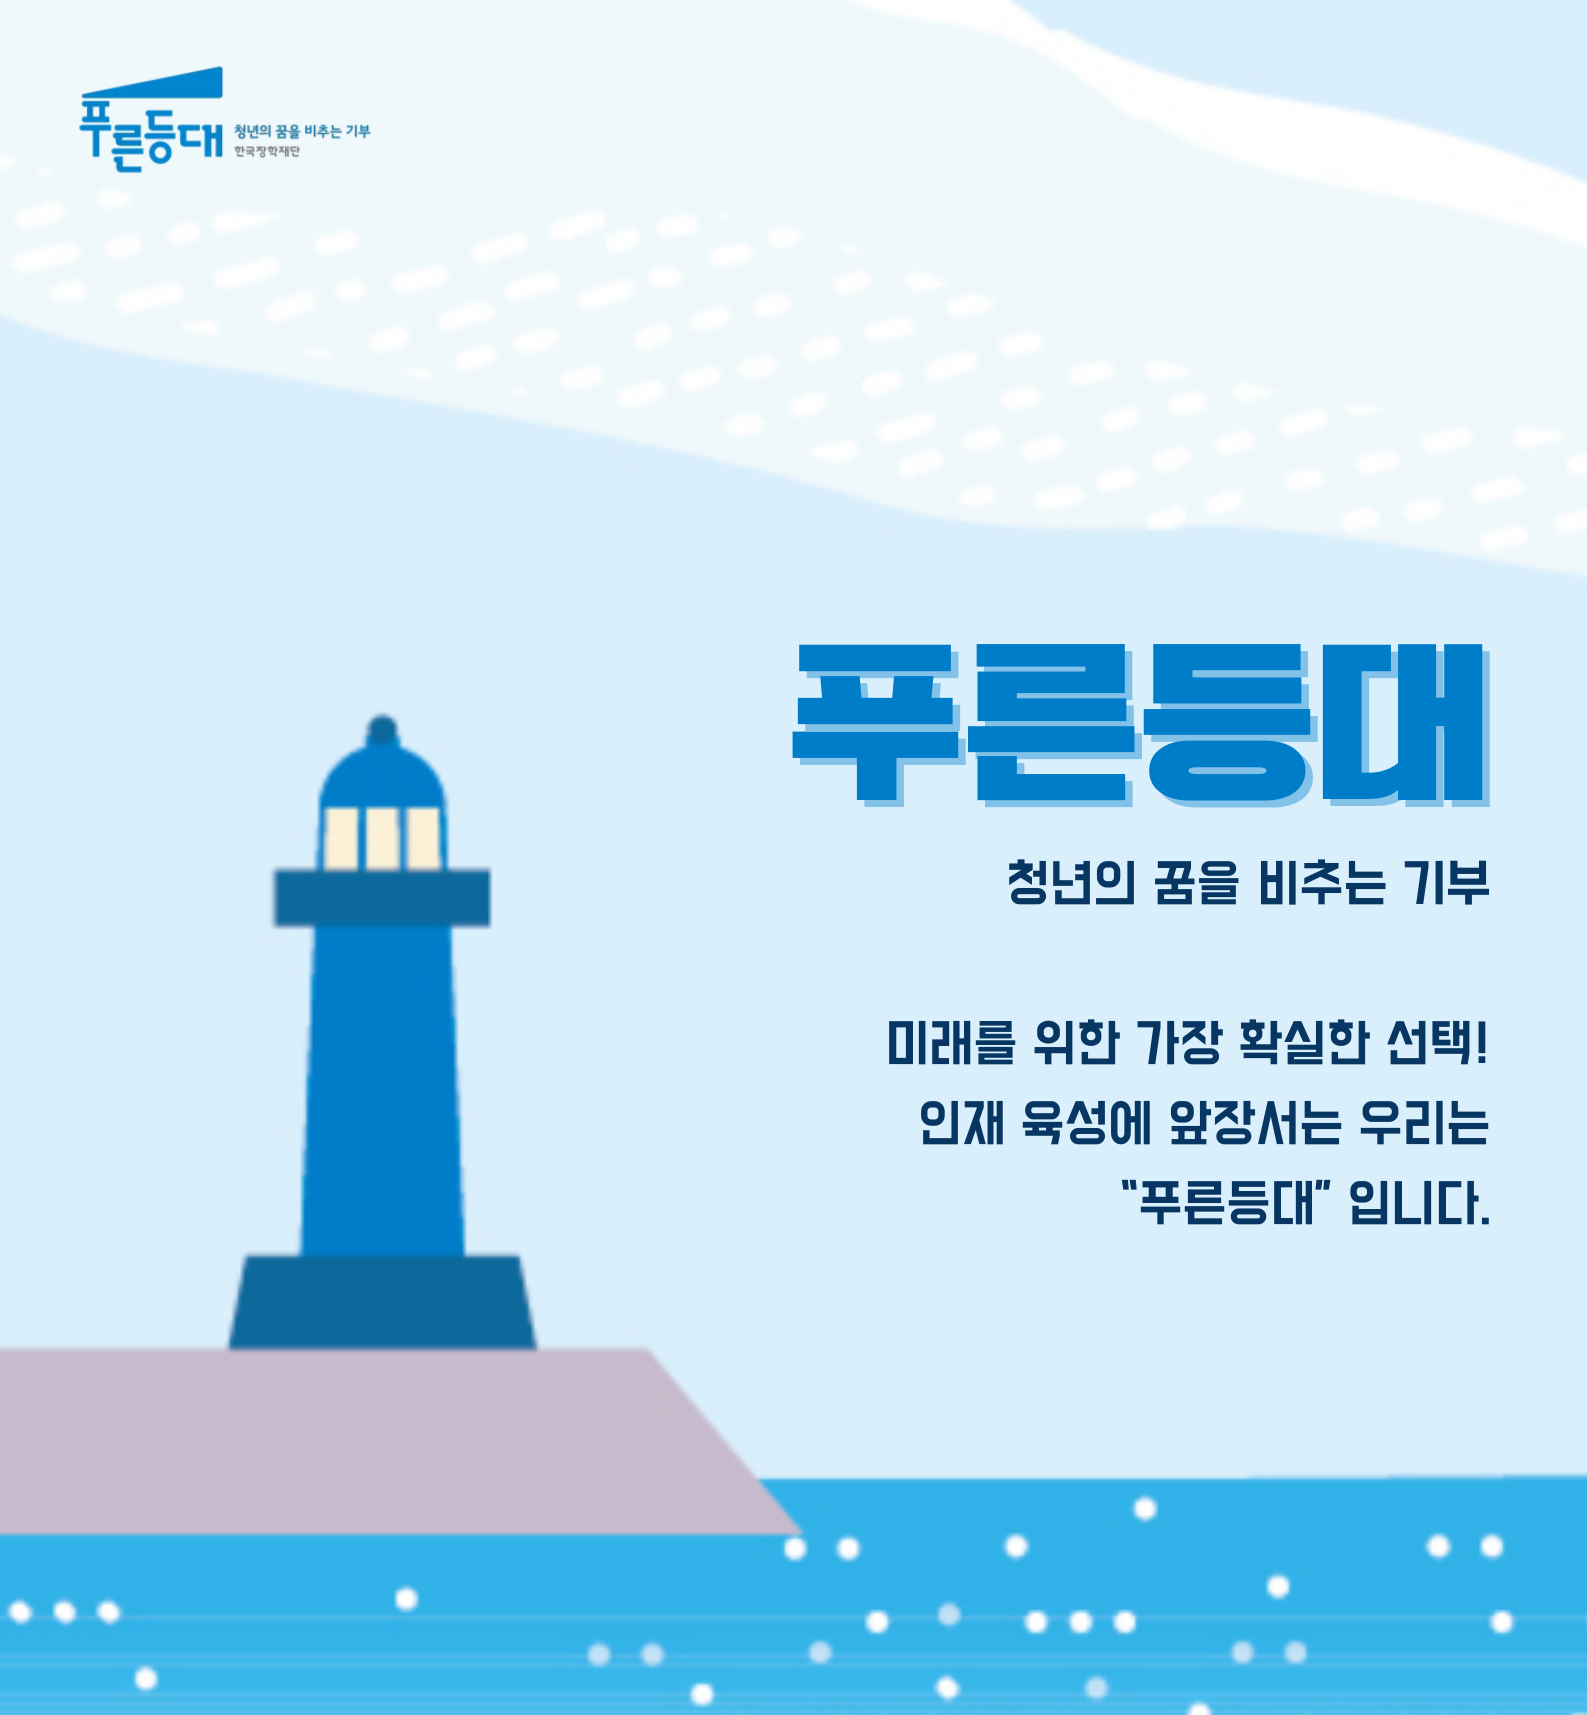 푸른등대 청년의 꿈을 비추는 기부
한국장학재단
푸른등대
청년의 꿈을 비추는 기부
미래를 위한 가장 확실한 선택!
인재 육성에 앞장서는 우리는
“푸른등대” 입니다.